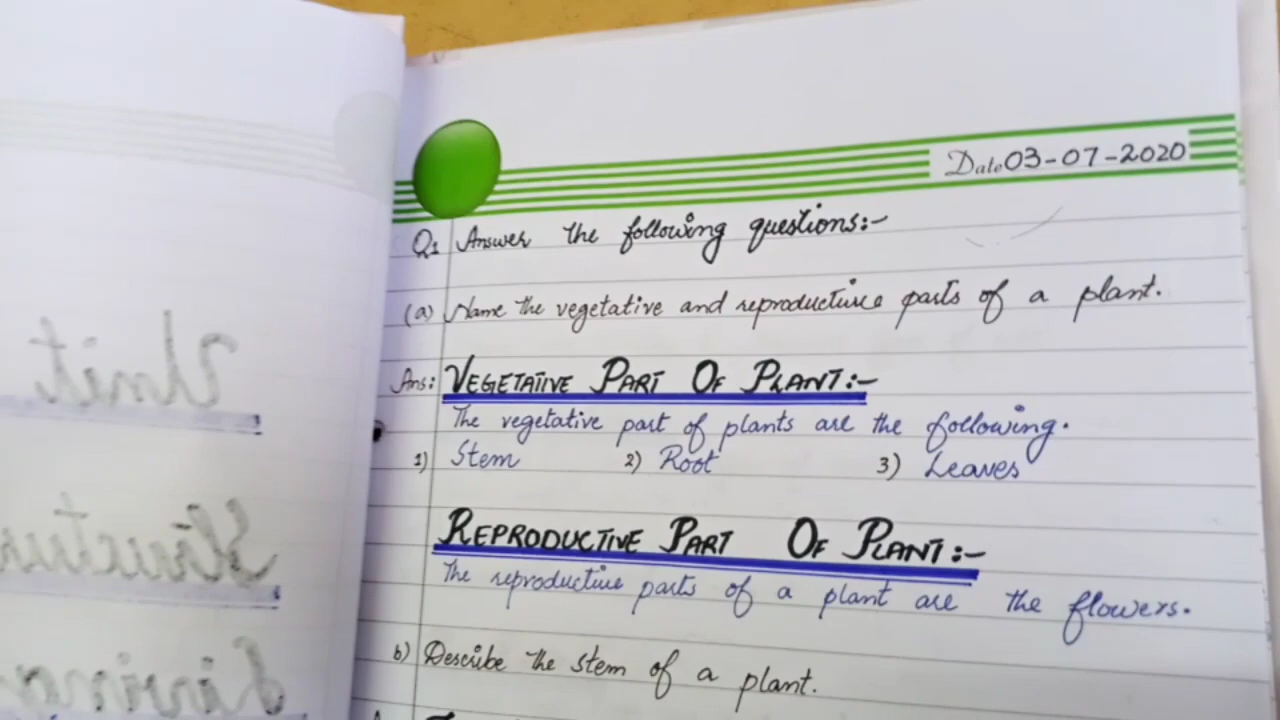 Unit
Date 03-07-2020
Q1 Answer the following questions:-
(a) Name the vegetative and reproductive parts of a plant.
Ans: VEGETATIVE PART OF PLANT:-
The vegetative part of plants are the following.
1) Stem 2) Root 3) Leaves
REPRODUCTIVE PART OF PLANT:-
The reproductive parts of a plant are the flowers.
b) Describe the stem of a plant.